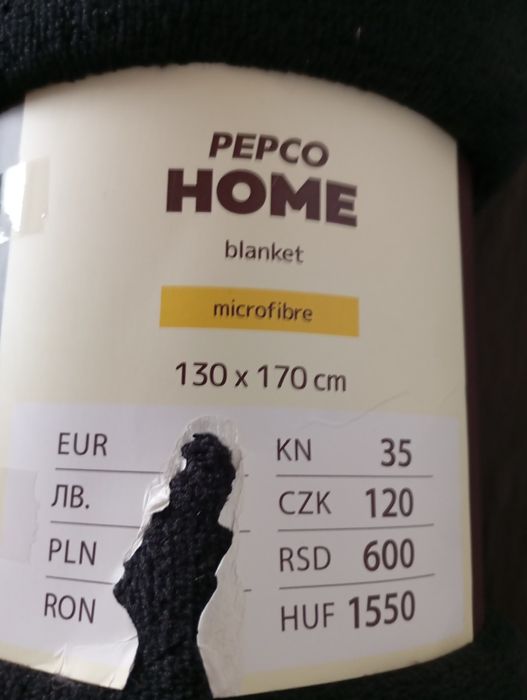 PEPCO
HOME
blanket
microfibre
130 x 170 cm
EUR
ЛВ.
PLN
RON
KN 35
CZK 120
RSD 600
HUF 1550